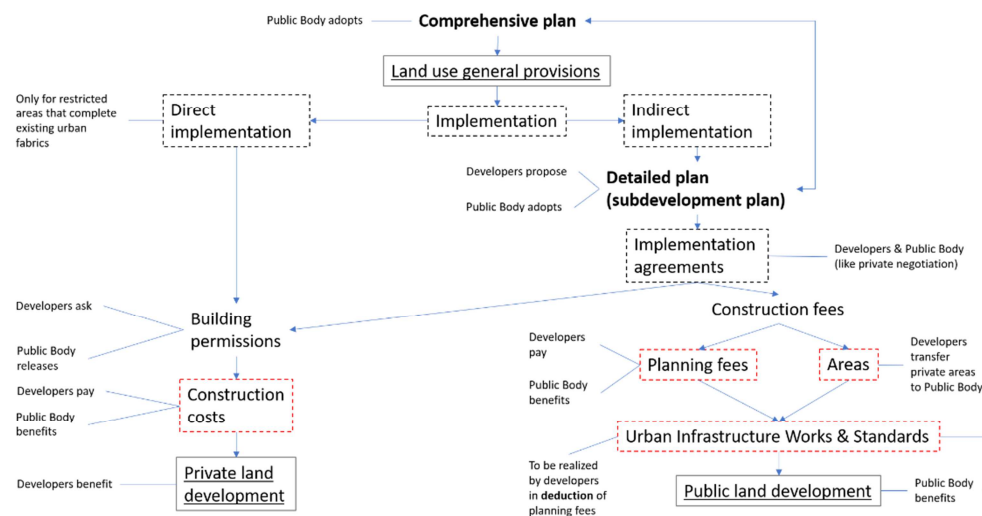 Public Body adopts
Comprehensive plan
Land use general provisions
Only for restricted
areas that complete
existing urban
fabrics
Direct
implementation
Implementation
Indirect
implementation
Developers propose
Public Body adopts
Detailed plan
(subdevelopment plan)
Implementation
agreements
Developers & Public Body
(like private negotiation)
Developers ask
Public Body
releases
Building
permissions
Construction fees
Developers
pay
Public Body
benefits
Planning fees
Areas
Developers
transfer
private areas
to Public Body
Developers pay
Public Body
benefits
Construction
costs
Urban Infrastructure Works & Standards
To be realized
by developers
in deduction of
planning fees
Developers benefit
Private land
development
Public land development
Public Body
benefits